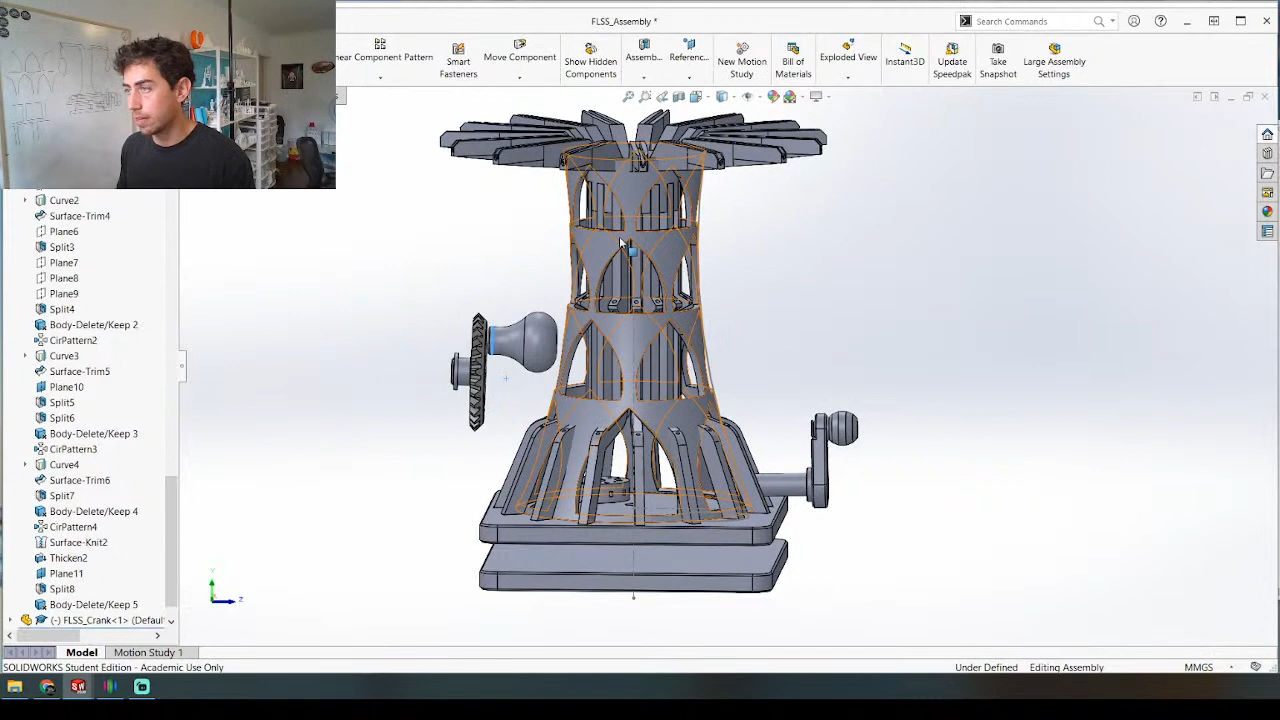 FLSS_Assembly *
Search Commands
near Component Pattern
Smart Fasteners
Move Component
Show Hidden Components
Assemb...
Referenc...
New Motion Study
Bill of Materials
Exploded View
Instant3D
Update Speedpak
Take Snapshot
Large Assembly Settings
Curve2
Surface-Trim4
Plane6
Split3
Plane7
Plane8
Plane9
Split4
Body-Delete/Keep 2
CirPattern2
Curve3
Surface-Trim5
Plane10
Split5
Split6
Body-Delete/Keep 3
CirPattern3
Curve4
Surface-Trim6
Split7
Body-Delete/Keep 4
CirPattern4
Surface-Knit2
Thicken2
Plane11
Split8
Body-Delete/Keep 5
(-) FLSS_Crank<1> (Defau
Y
Z
Model
Motion Study 1
SOLIDWORKS Student Edition - Academic Use Only
Under Defined
Editing Assembly
MMGS